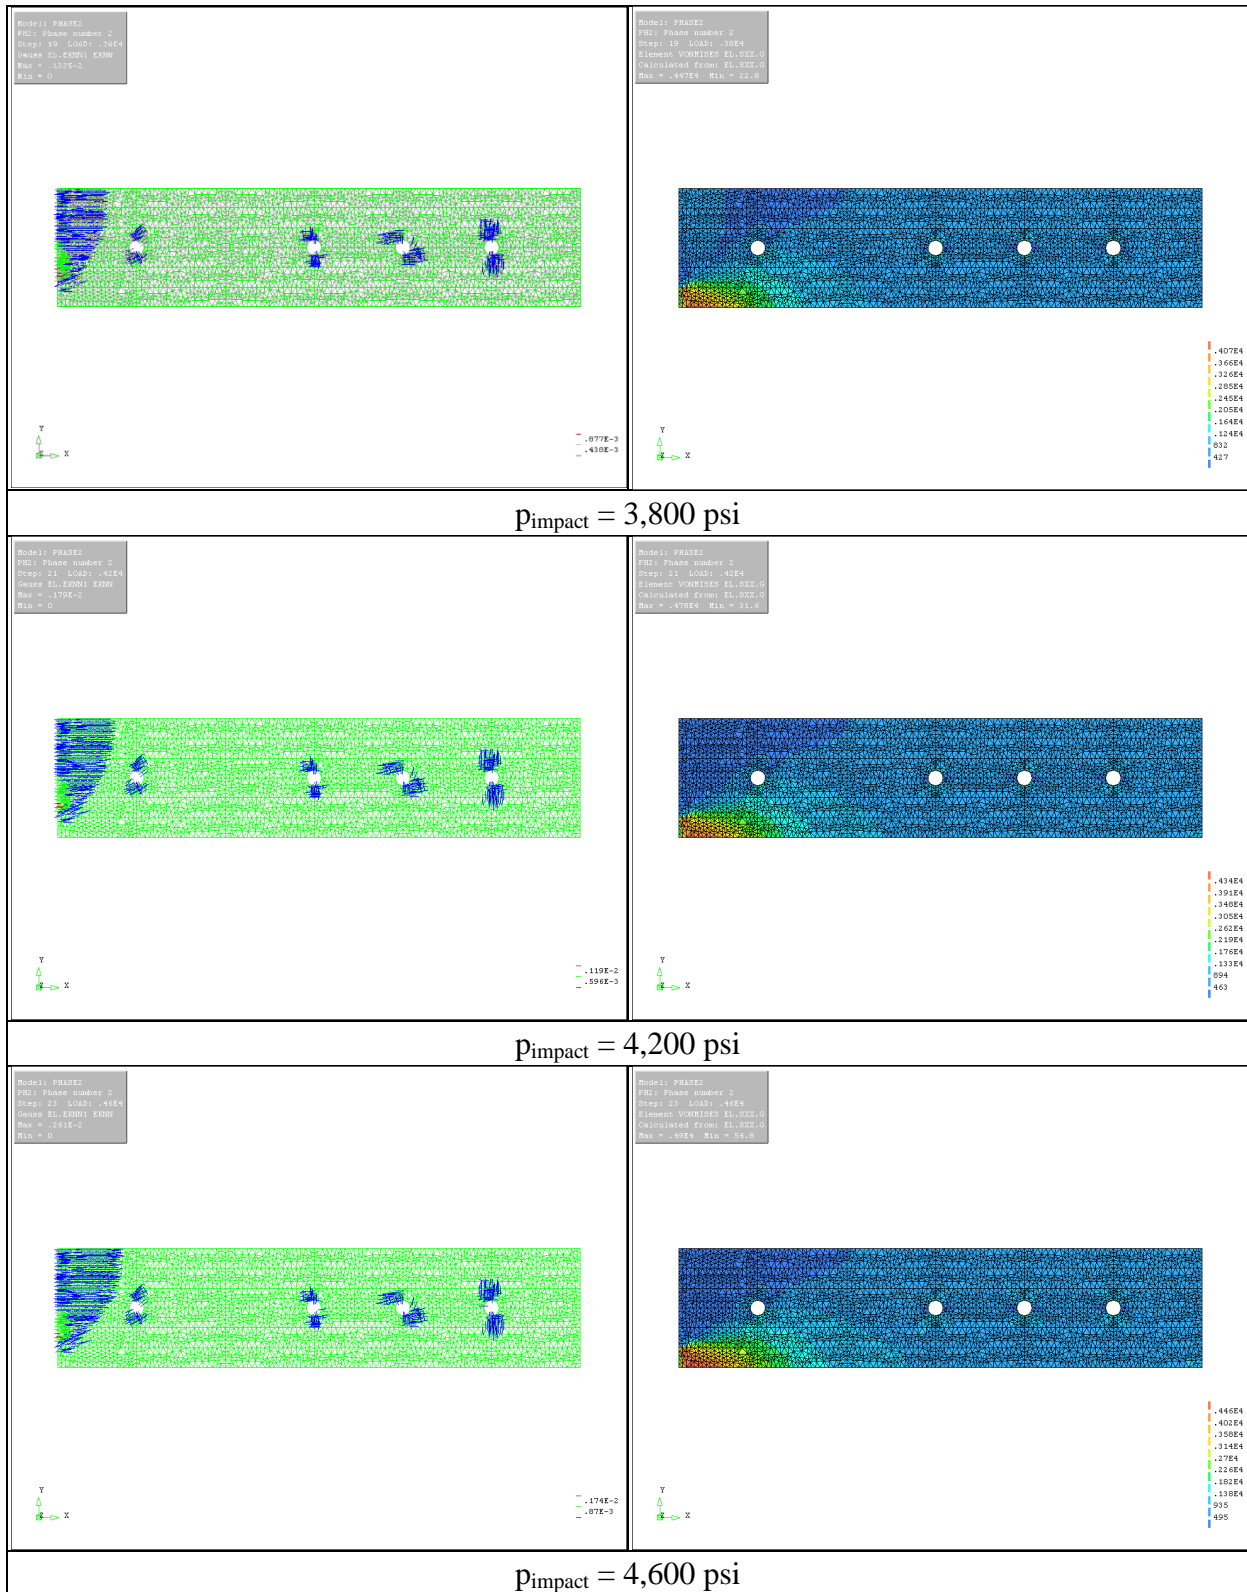 Model: PHASE2
PH2: Phase number 2
Step: 19 LOAD: .36E4
Gauss EL.EKNN1 EKNN
Max = .132E-2
Min = 0
Y
Z X
.877E-3
.438E-3
Model: PHASE2
PH2: Phase number 2
Step: 19 LOAD: .38E4
Element VONMISES EL.SXX.G
Calculated from: EL.SXX.G
Max = .447E4 Min = 22.8
Y
Z X
.407E4
.366E4
.326E4
.285E4
.245E4
.205E4
.164E4
.124E4
832
427
pimpact = 3,800 psi
Model: PHASE2
PH2: Phase number 2
Step: 21 LOAD: .42E4
Gauss EL.EKNN1 EKNN
Max = .179E-2
Min = 0
Y
Z X
.119E-2
.596E-3
Model: PHASE2
PH2: Phase number 2
Step: 21 LOAD: .42E4
Element VONMISES EL.SXX.G
Calculated from: EL.SXX.G
Max = .478E4 Min = 31.6
Y
Z X
.434E4
.391E4
.348E4
.305E4
.262E4
.219E4
.176E4
.133E4
894
463
pimpact = 4,200 psi
Model: PHASE2
PH2: Phase number 2
Step: 23 LOAD: .46E4
Gauss EL.EKNN1 EKNN
Max = .261E-2
Min = 0
Y
Z X
.174E-2
.87E-3
Model: PHASE2
PH2: Phase number 2
Step: 23 LOAD: .46E4
Element VONMISES EL.SXX.G
Calculated from: EL.SXX.G
Max = .49E4 Min = 54.8
Y
Z X
.446E4
.402E4
.358E4
.314E4
.27E4
.226E4
.182E4
.138E4
935
495
pimpact = 4,600 psi